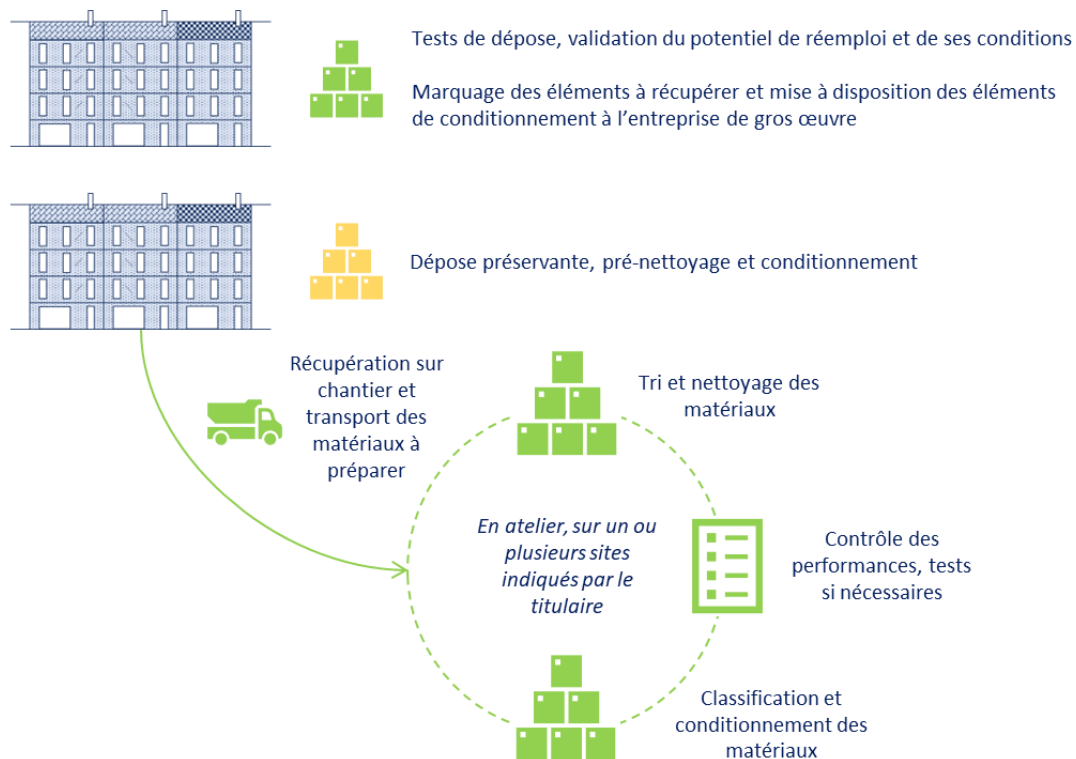 Tests de dépose, validation du potentiel de réemploi et de ses conditions
Marquage des éléments à récupérer et mise à disposition des éléments
de conditionnement à l’entreprise de gros œuvre
Dépose préservante, pré-nettoyage et conditionnement
Récupération sur
chantier et
transport des
matériaux à
préparer
Tri et nettoyage des
matériaux
En atelier, sur un ou
plusieurs sites
indiqués par le
titulaire
Contrôle des
performances, tests
si nécessaires
Classification et
conditionnement des
matériaux